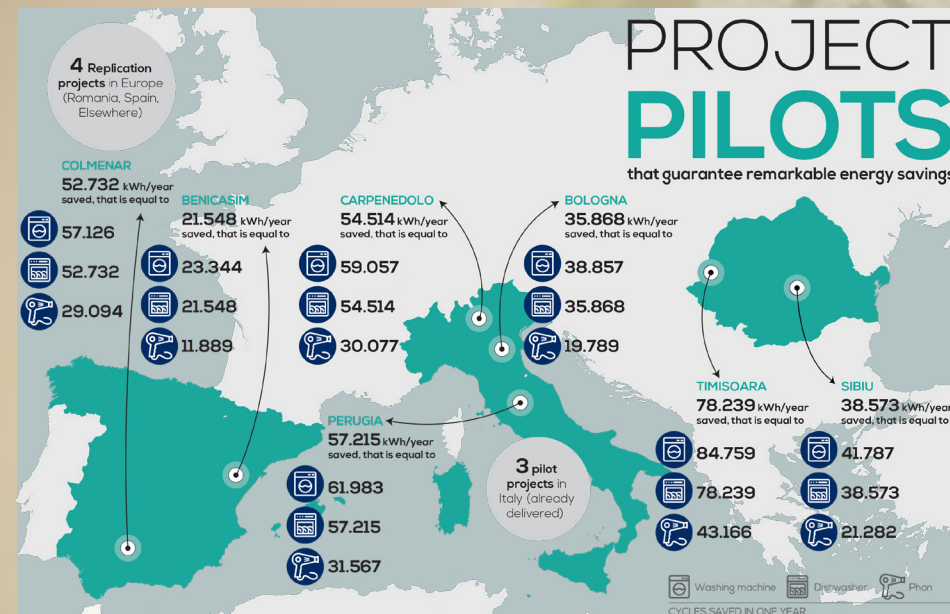 PROJECT
PILOTS
that guarantee remarkable energy savings
4 Replication
projects in Europe
(Romania, Spain,
Elsewhere)
COLMENAR
52.732 kWh/year
saved, that is equal to
57.126
52.732
29.094
BENICASIM
21.548 kWh/year
saved, that is equal to
23.344
21.548
11.889
CARPENEDOLO
54.514 kWh/year
saved, that is equal to
59.057
54.514
30.077
BOLOGNA
35.868 kWh/year
saved, that is equal to
38.857
35.868
19.789
PERUGIA
57.215 kWh/year
saved, that is equal to
61.983
57.215
31.567
3 pilot
projects in
Italy (already
delivered)
TIMISOARA
78.239 kWh/year
saved, that is equal to
84.759
78.239
43.166
SIBIU
38.573 kWh/year
saved, that is equal to
41.787
38.573
21.282
Washing machine Dishwasher Phon
CYCLES SAVED IN ONE YEAR